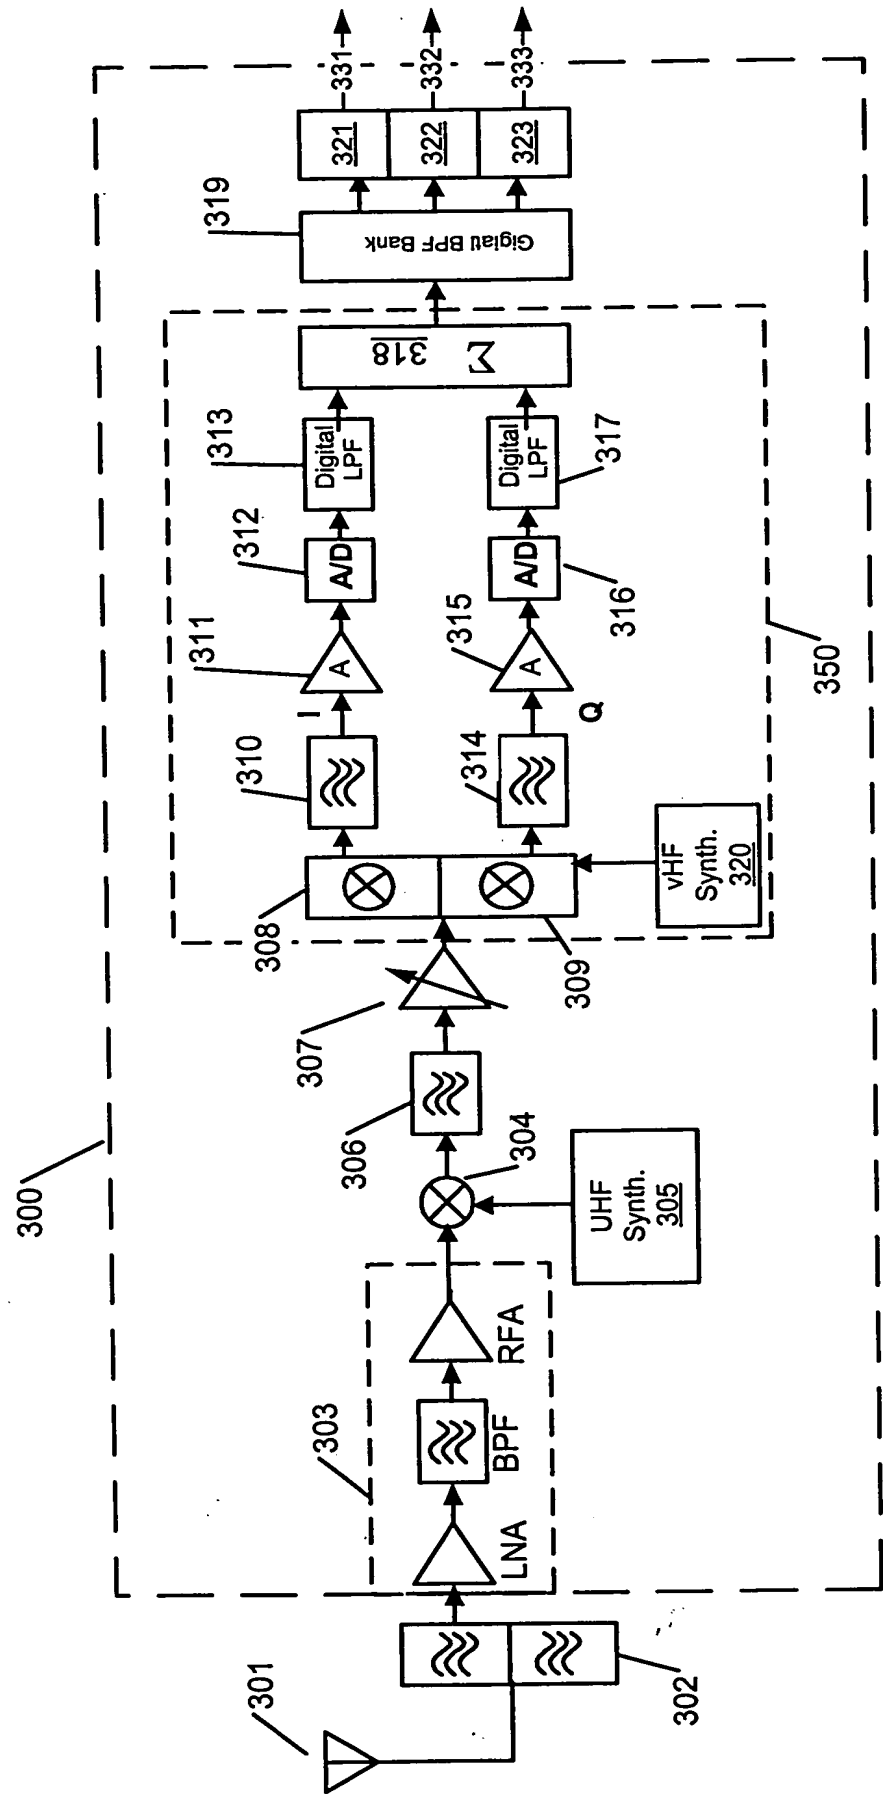 300
301
302
303
LNA
BPF
RFA
304
UHF
Synth.
305
306
307
308
309
vHF
Synth.
320
310
I
311
A
312
A/D
313
Digital
LPF
314
Q
315
A
316
A/D
317
Digital
LPF
350
Σ
318
319
Gigiatl BPF Bank
321
322
323
331
332
333